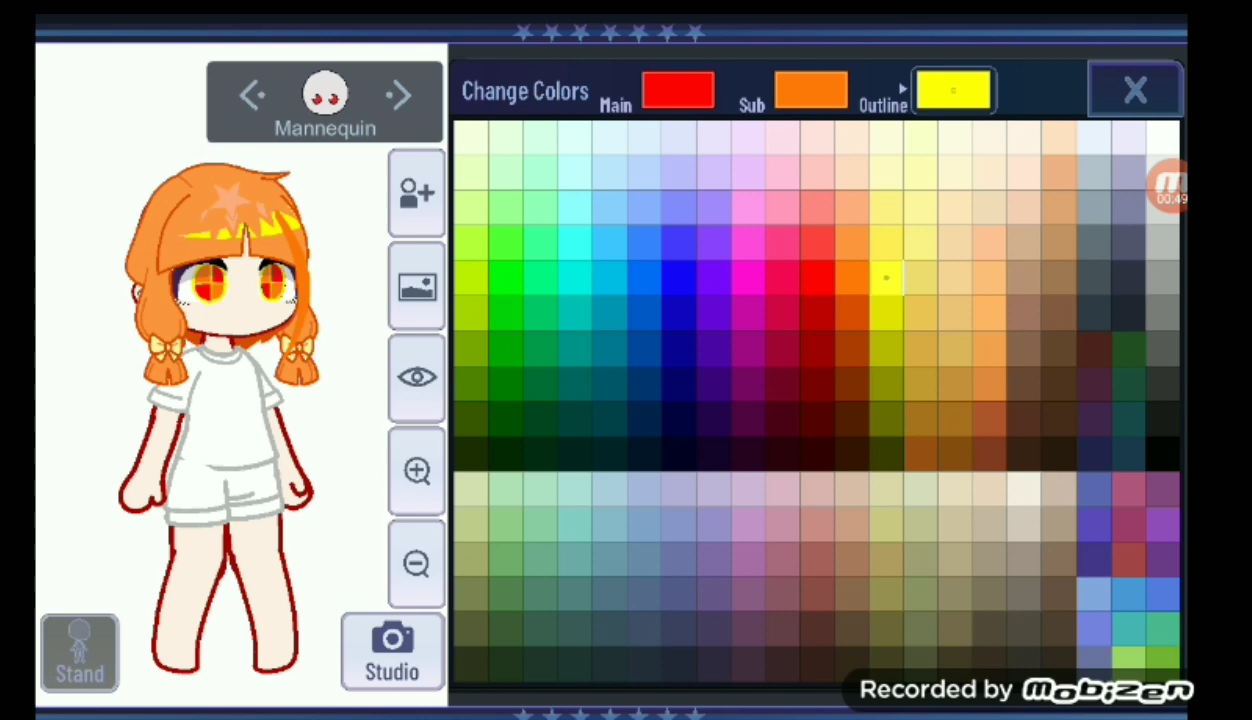 Change Colors
Main
Sub
Outline
X
Mannequin
00:49
Stand
Studio
Recorded by mobizen